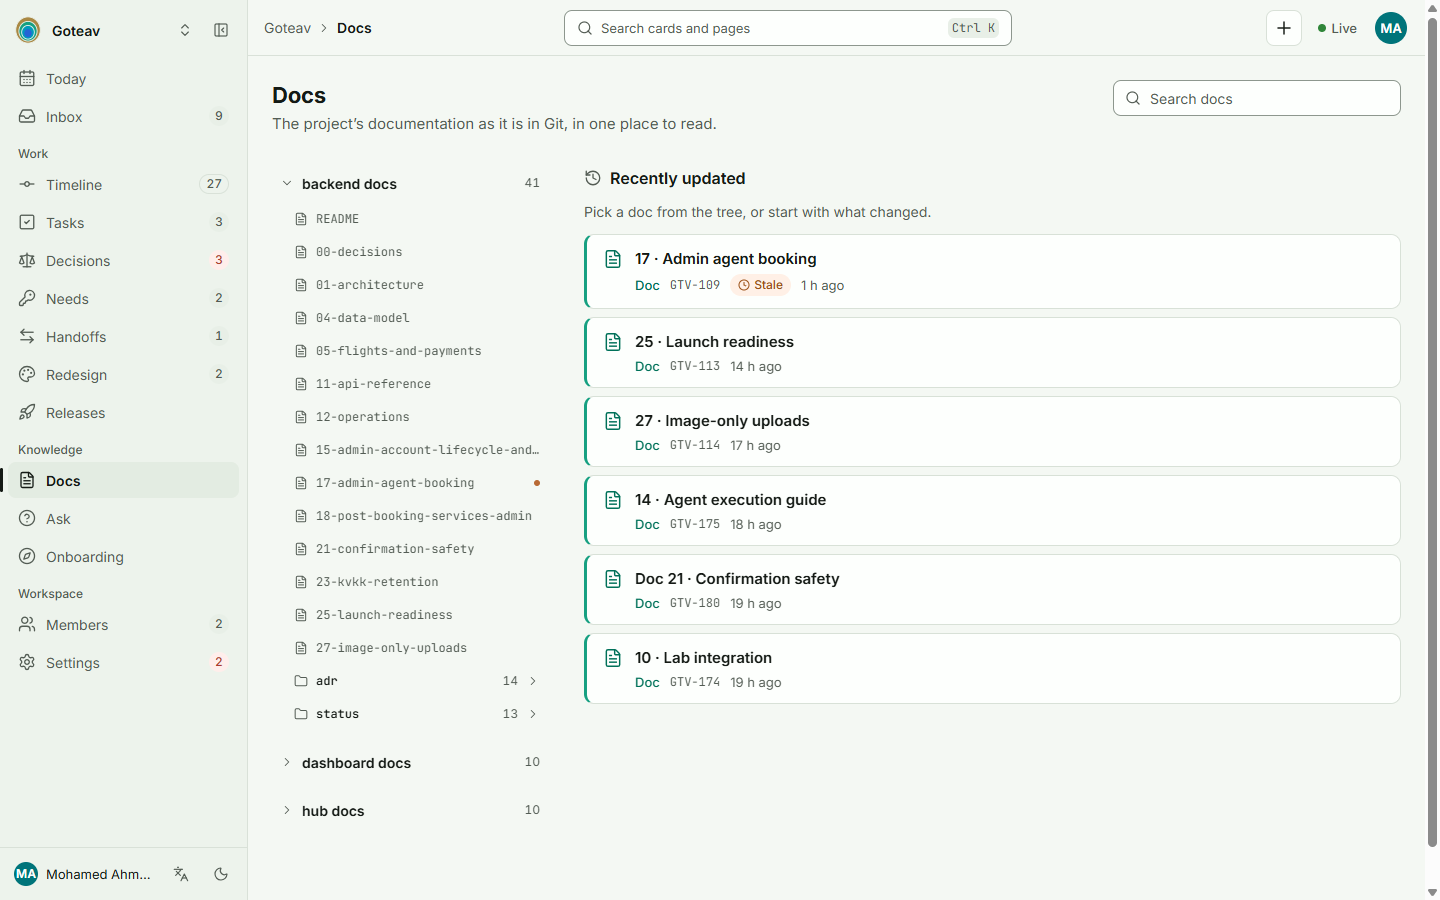 Goteav
Today
Inbox 9
Work
Timeline 27
Tasks 3
Decisions 3
Needs 2
Handoffs 1
Redesign 2
Releases
Knowledge
Docs
Ask
Onboarding
Workspace
Members 2
Settings 2
MA Mohamed Ahm...
Goteav > Docs
Search cards and pages Ctrl K
Live
MA
Docs
The project’s documentation as it is in Git, in one place to read.
Search docs
backend docs 41
README
00-decisions
01-architecture
04-data-model
05-flights-and-payments
11-api-reference
12-operations
15-admin-account-lifecycle-and…
17-admin-agent-booking
18-post-booking-services-admin
21-confirmation-safety
23-kvkk-retention
25-launch-readiness
27-image-only-uploads
adr 14
status 13
dashboard docs 10
hub docs 10
Recently updated
Pick a doc from the tree, or start with what changed.
17 · Admin agent booking
Doc GTV-109 Stale 1 h ago
25 · Launch readiness
Doc GTV-113 14 h ago
27 · Image-only uploads
Doc GTV-114 17 h ago
14 · Agent execution guide
Doc GTV-175 18 h ago
Doc 21 · Confirmation safety
Doc GTV-180 19 h ago
10 · Lab integration
Doc GTV-174 19 h ago